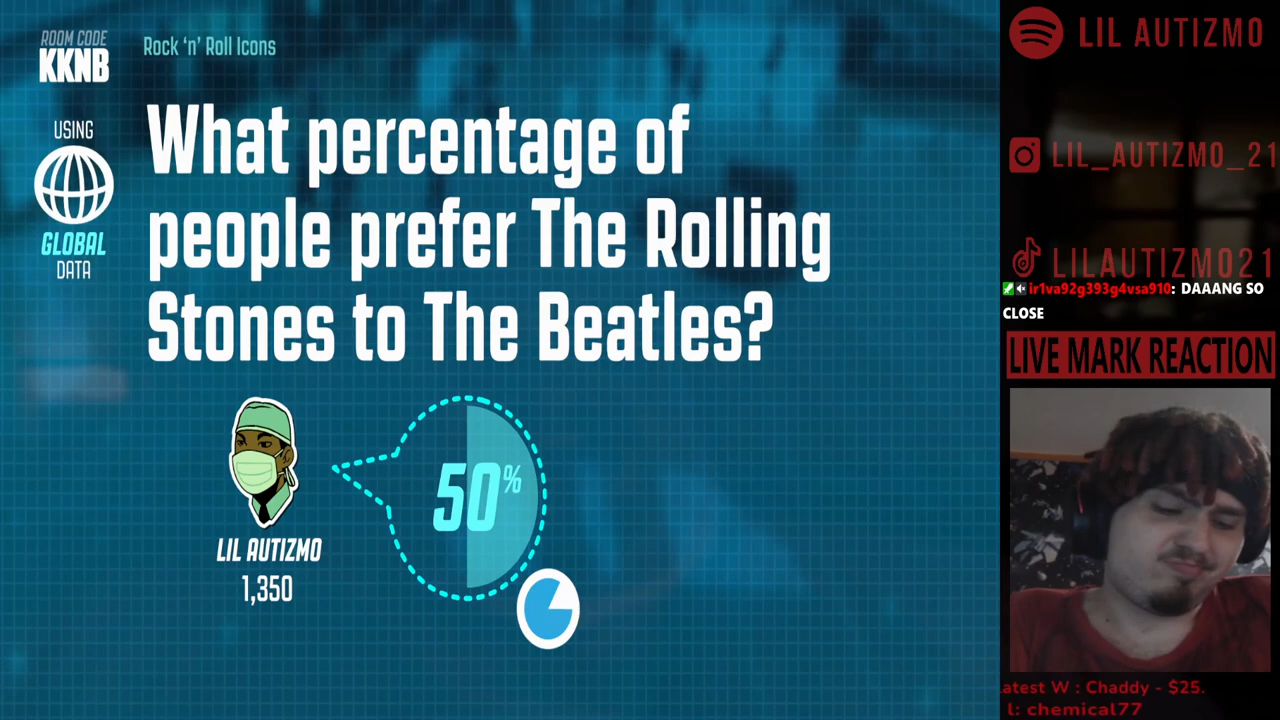 ROOM CODE
KKNB
Rock ‘n’ Roll Icons
USING
GLOBAL
DATA
What percentage of
people prefer The Rolling
Stones to The Beatles?
50%
LIL AUTIZMO
1,350
LIL AUTIZMO
LIL_AUTIZMO_21
LILAUTIZMO21
ir1va92g393g4vsa910: DAAANG SO
CLOSE
LIVE MARK REACTION
atest W : Chaddy - $25.
l: chemical77